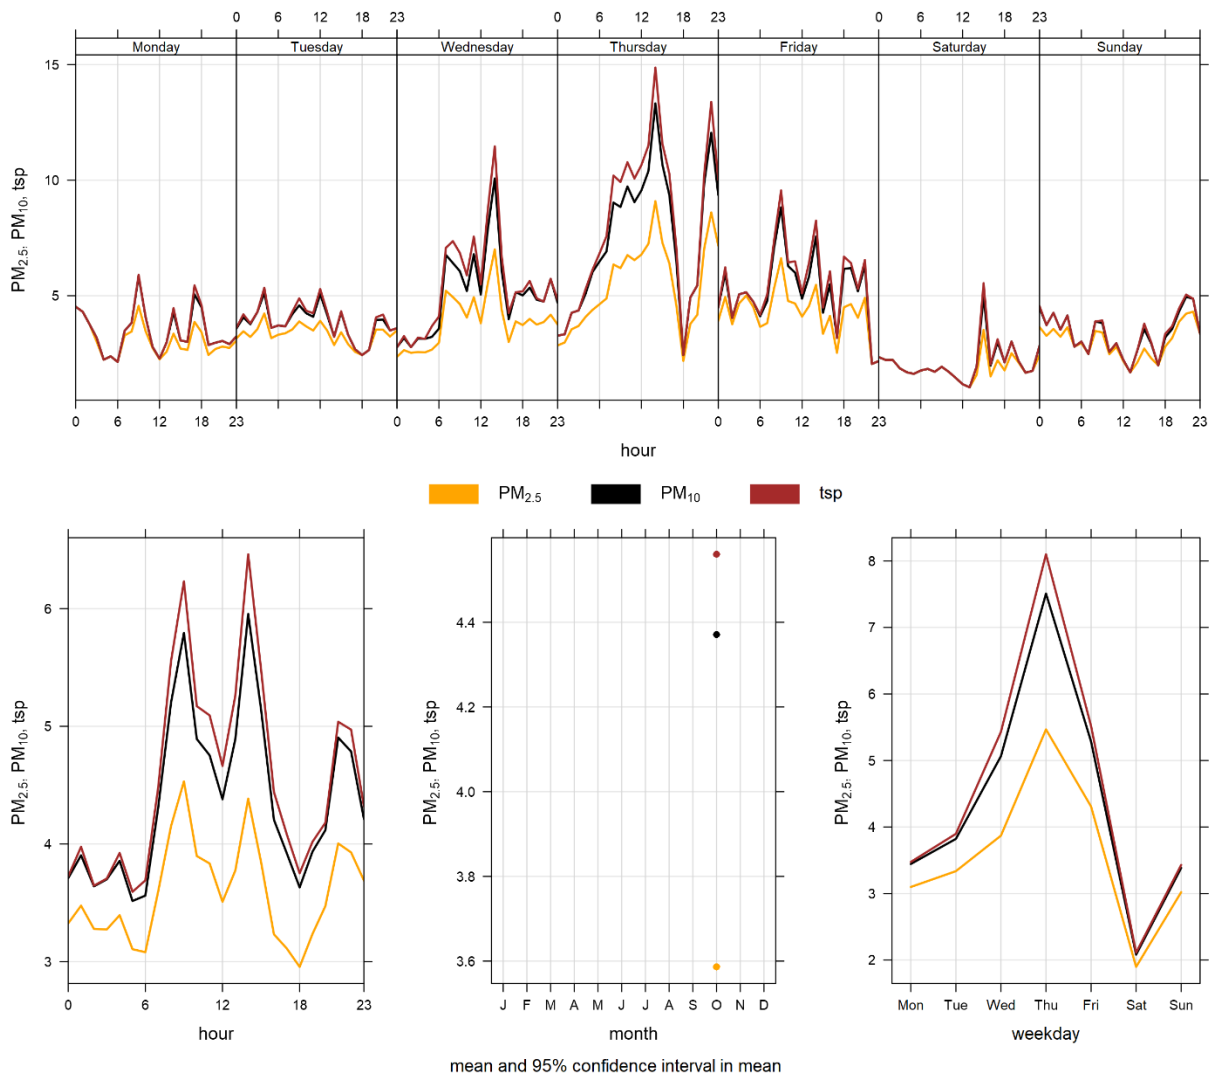 0 6 12 18 23 0 6 12 18 23 0 6 12 18 23
Monday Tuesday Wednesday Thursday Friday Saturday Sunday
15
10
5
PM2.5, PM10, tsp
0 6 12 18 23 0 6 12 18 23 0 6 12 18 23 0 6 12 18 23
hour
PM2.5 PM10 tsp
6
5
4
3
PM2.5, PM10, tsp
0 6 12 18 23
hour
4.4
4.2
4.0
3.8
3.6
PM2.5, PM10, tsp
J F M A M J J A S O N D
month
8
7
6
5
4
3
2
PM2.5, PM10, tsp
Mon Tue Wed Thu Fri Sat Sun
weekday
mean and 95% confidence interval in mean